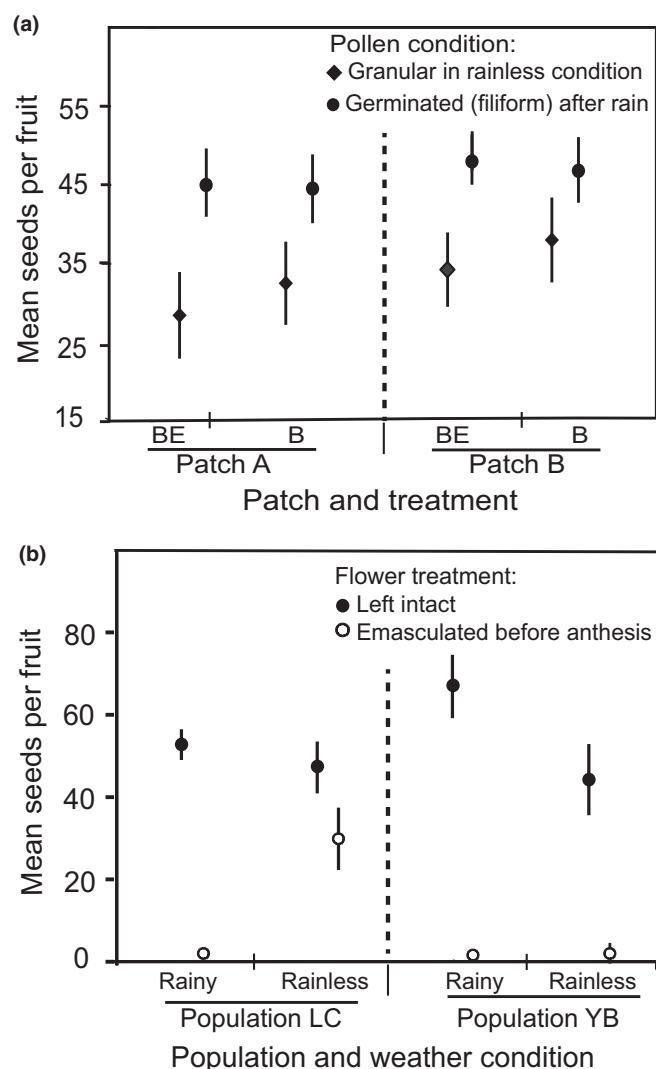 (a)
Pollen condition:
◆ Granular in rainless condition
● Germinated (filiform) after rain
Mean seeds per fruit
55
45
35
25
15
BE B BE B
Patch A Patch B
Patch and treatment
(b)
Flower treatment:
● Left intact
○ Emasculated before anthesis
Mean seeds per fruit
80
60
40
20
0
Rainy Rainless Rainy Rainless
Population LC Population YB
Population and weather condition